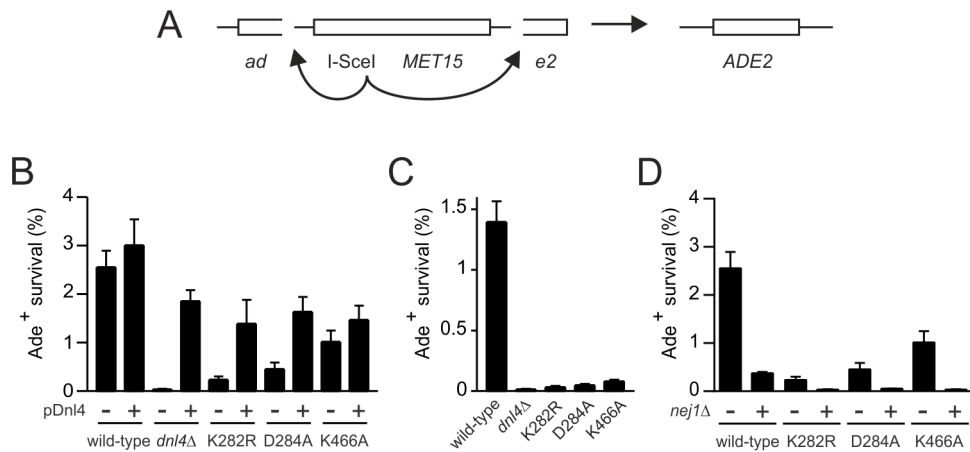 A
ad I-SceI MET15 e2 ADE2
B
Ade + survival (%)
4
3
2
1
0
pDnl4 - + - + - + - + - +
wild-type dnl4Δ K282R D284A K466A
C
Ade + survival (%)
1.5
1
0.5
0
wild-type dnl4Δ K282R D284A K466A
D
Ade + survival (%)
4
3
2
1
0
nej1Δ - + - + - + - +
wild-type K282R D284A K466A